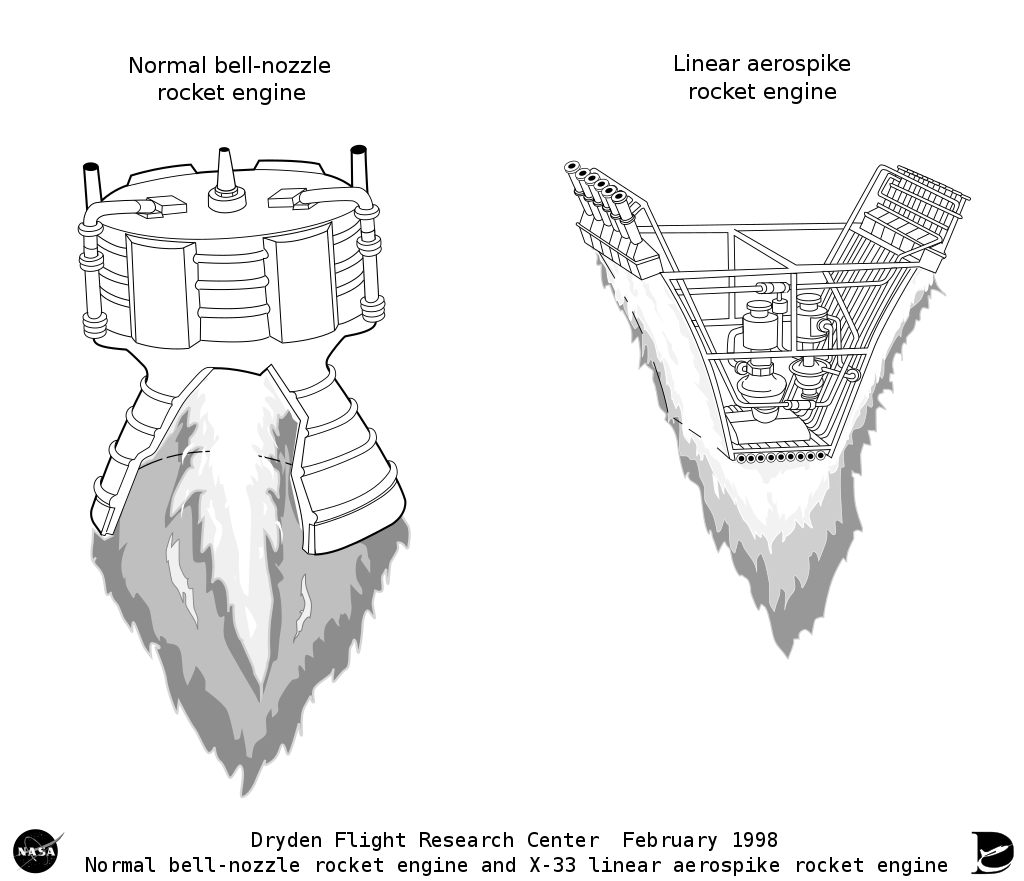 Normal bell-nozzle
rocket engine
Linear aerospike
rocket engine
NASA
Dryden Flight Research Center  February 1998
Normal bell-nozzle rocket engine and X-33 linear aerospike rocket engine